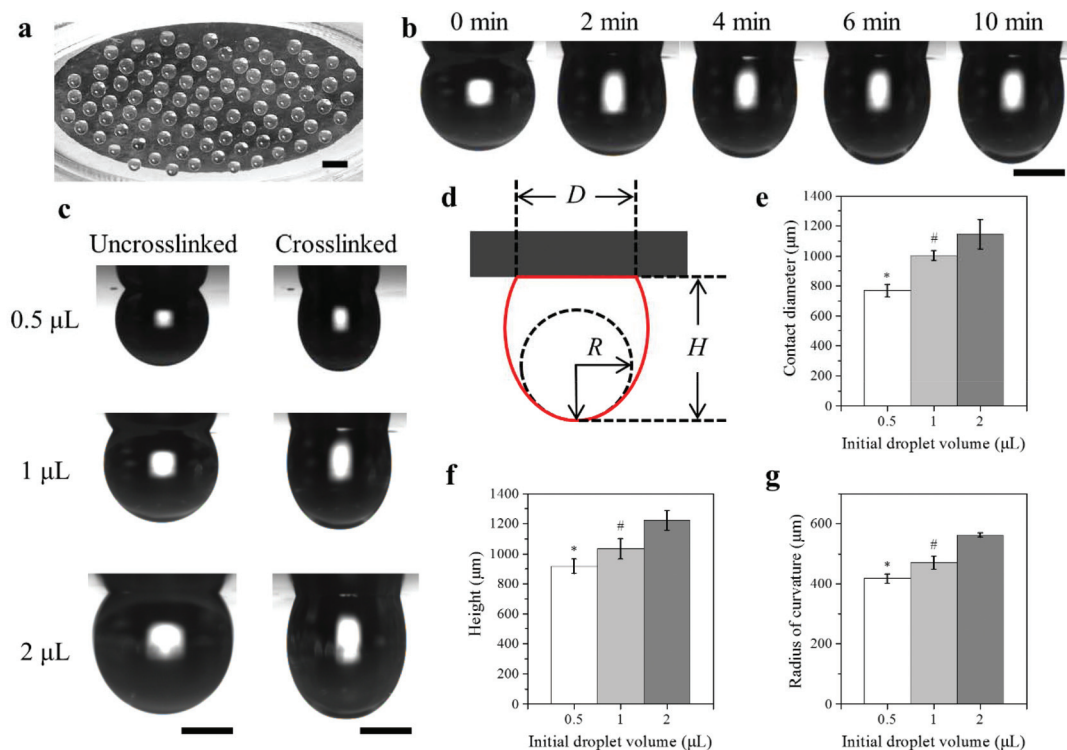 a
b
0 min 2 min 4 min 6 min 10 min
c
Uncrosslinked Crosslinked
0.5 μL
1 μL
2 μL
d
D
R
H
e
Contact diameter (μm)
1400
1200
1000
800
600
400
200
0
*
#
0.5 1 2
Initial droplet volume (μL)
f
Height (μm)
1400
1200
1000
800
600
400
200
0
*
#
0.5 1 2
Initial droplet volume (μL)
g
Radius of curvature (μm)
600
400
200
0
*
#
0.5 1 2
Initial droplet volume (μL)